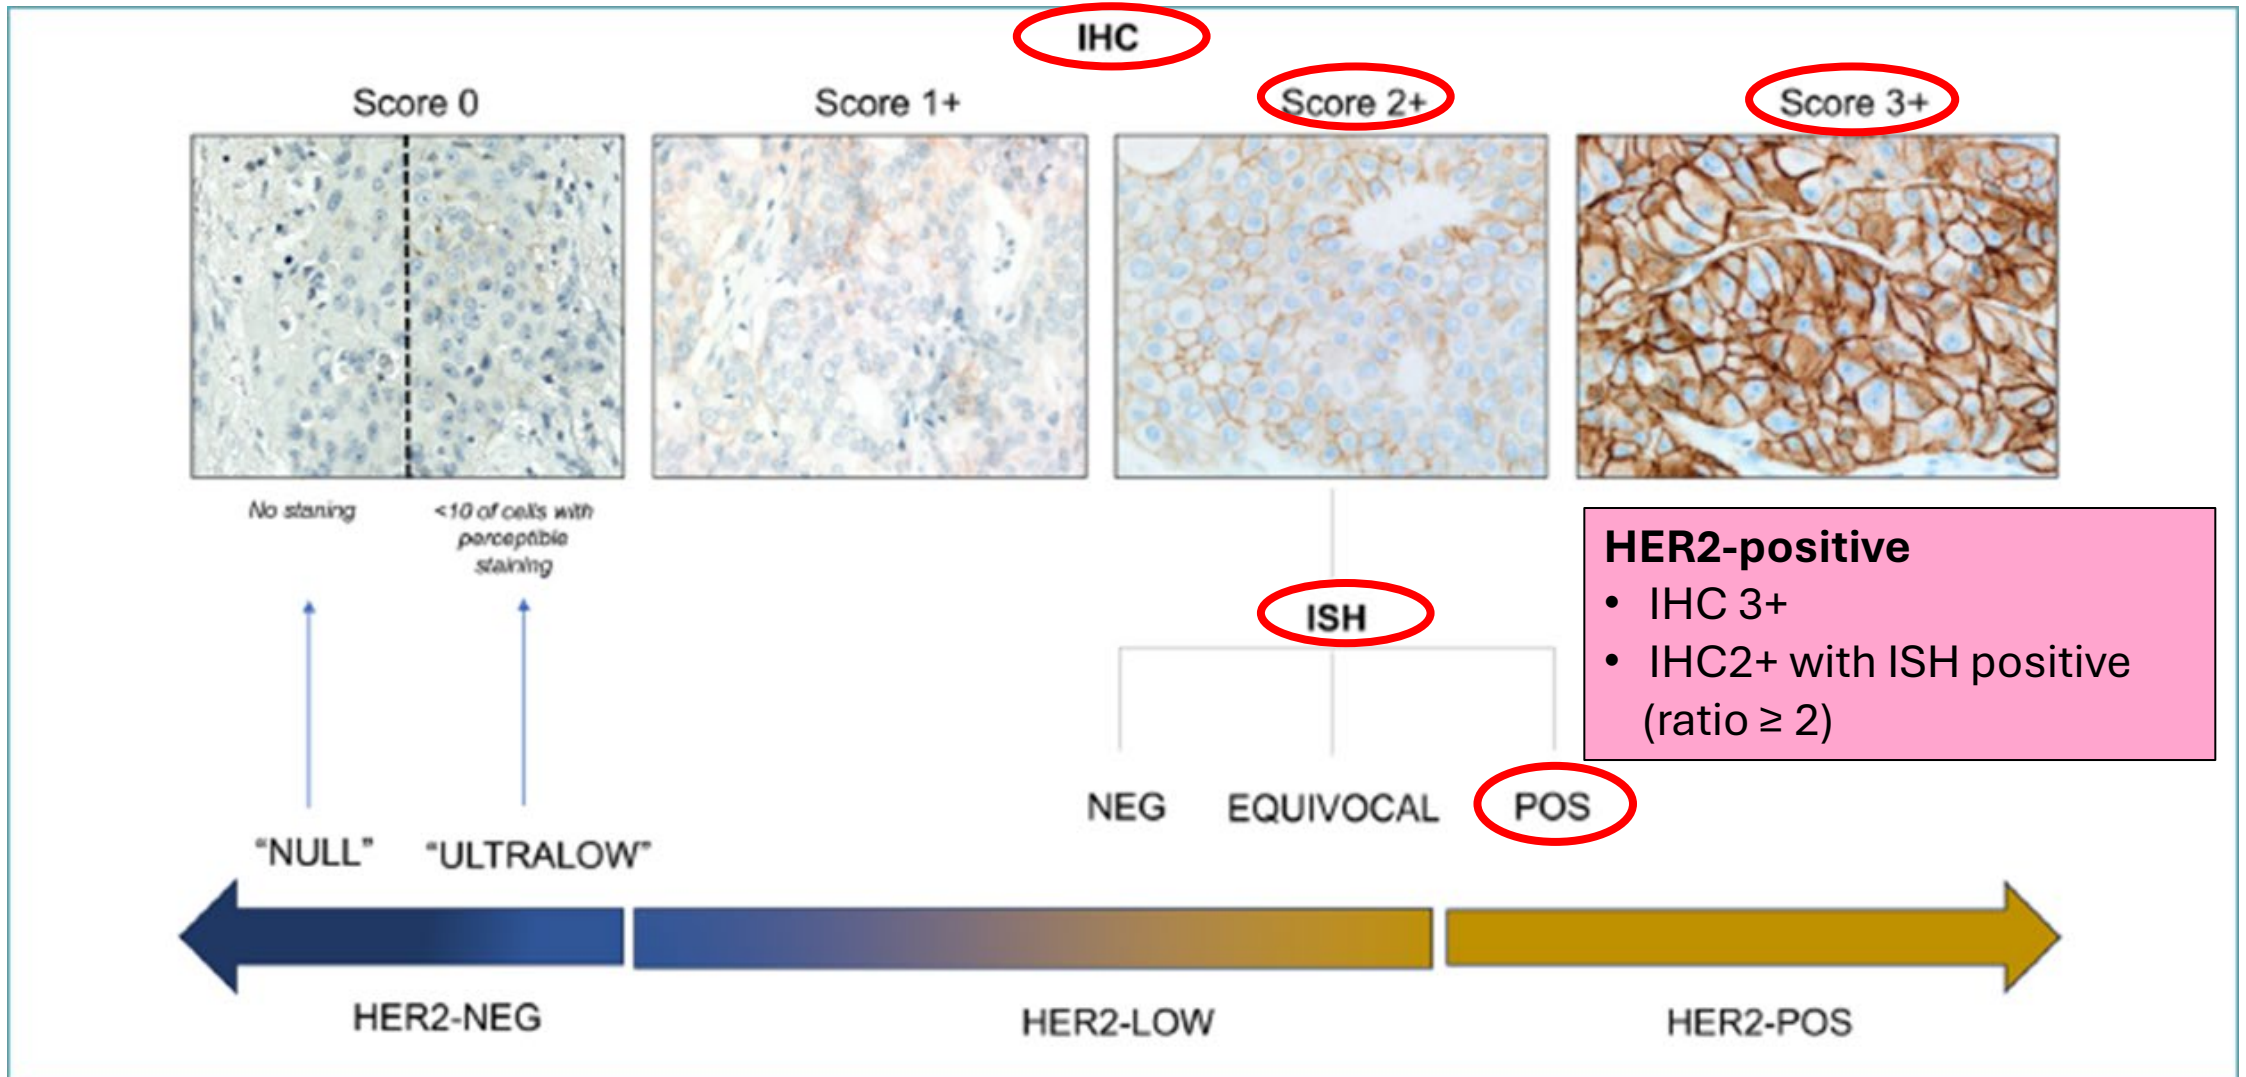 IHC
Score 0
Score 1+
Score 2+
Score 3+
No staning
<10 of cells with
perceptible
staining
HER2-positive
• IHC 3+
• IHC2+ with ISH positive
(ratio ≥ 2)
ISH
NEG
EQUIVOCAL
POS
“NULL”
“ULTRALOW”
HER2-NEG
HER2-LOW
HER2-POS